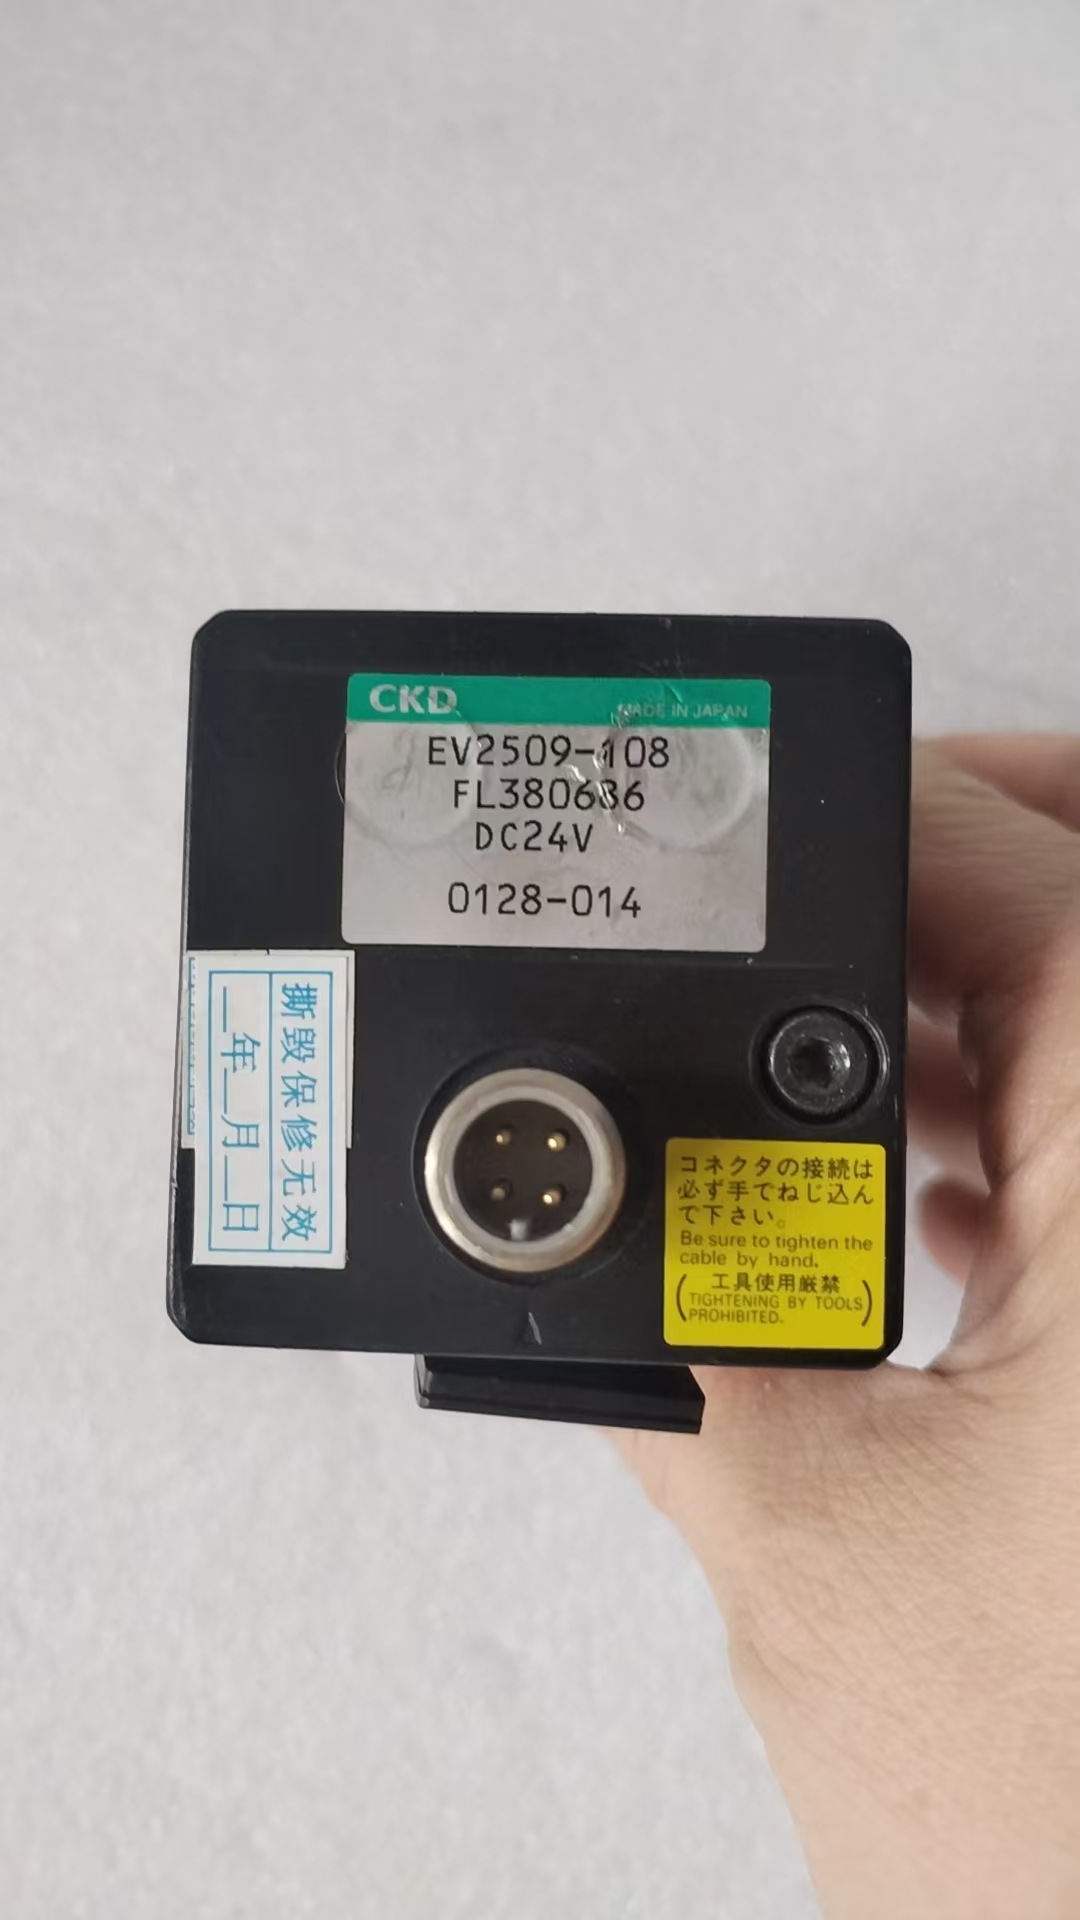 CKD
MADE IN JAPAN
EV2509-108
FL380686
DC24V
0128-014
撕毁保修无效
__年__月__日
コネクタの接続は
必ず手でねじ込ん
で下さい。
Be sure to tighten the
cable by hand.
(工具使用厳禁
TIGHTENING BY TOOLS
PROHIBITED.)